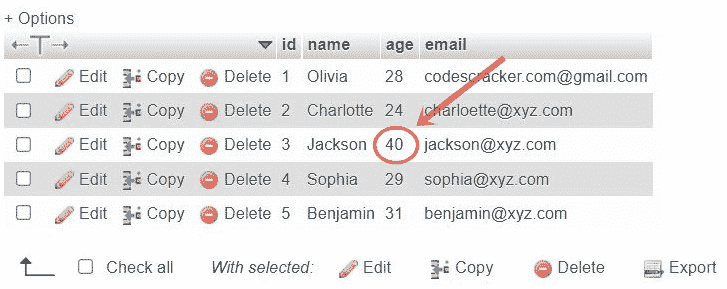 + Options
id name age email
Edit Copy Delete 1 Olivia 28 codescracker.com@gmail.com
Edit Copy Delete 2 Charlotte 24 charloette@xyz.com
Edit Copy Delete 3 Jackson 40 jackson@xyz.com
Edit Copy Delete 4 Sophia 29 sophia@xyz.com
Edit Copy Delete 5 Benjamin 31 benjamin@xyz.com
Check all With selected: Edit Copy Delete Export